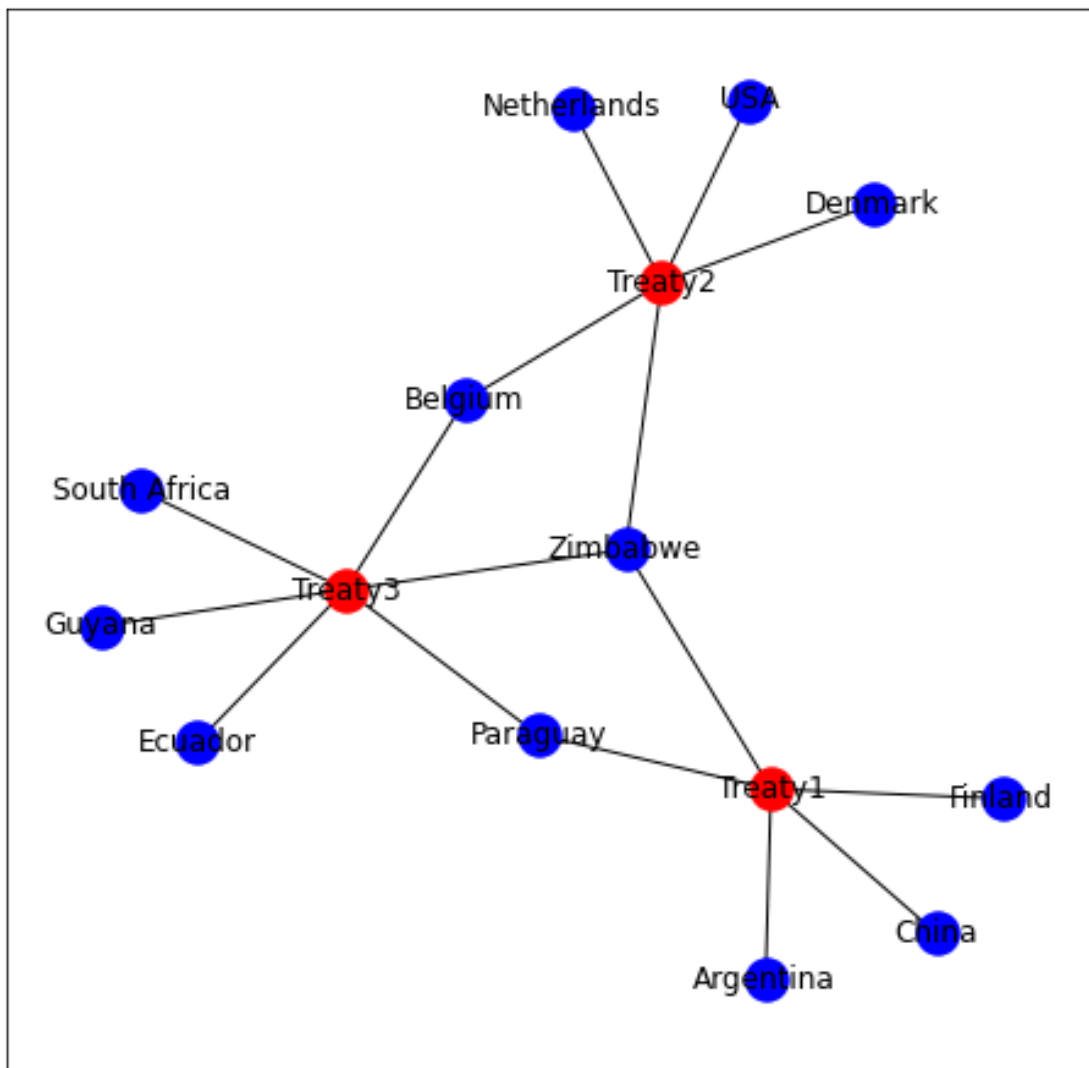 Netherlands
USA
Denmark
Treaty2
Belgium
South Africa
Zimbabwe
Treaty3
Guyana
Ecuador
Paraguay
Treaty1
Finland
China
Argentina